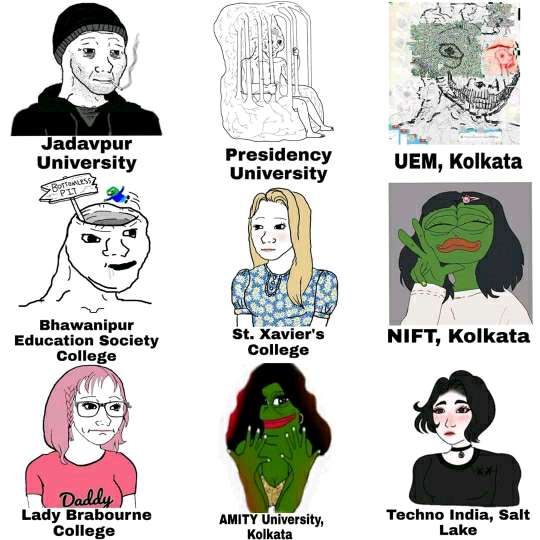 Jadavpur
University
Presidency
University
UEM, Kolkata
BOTTOMLESS
PIT
Bhawanipur
Education Society
College
St. Xavier's
College
NIFT, Kolkata
Daddy
Lady Brabourne
College
AMITY University,
Kolkata
Techno India, Salt
Lake